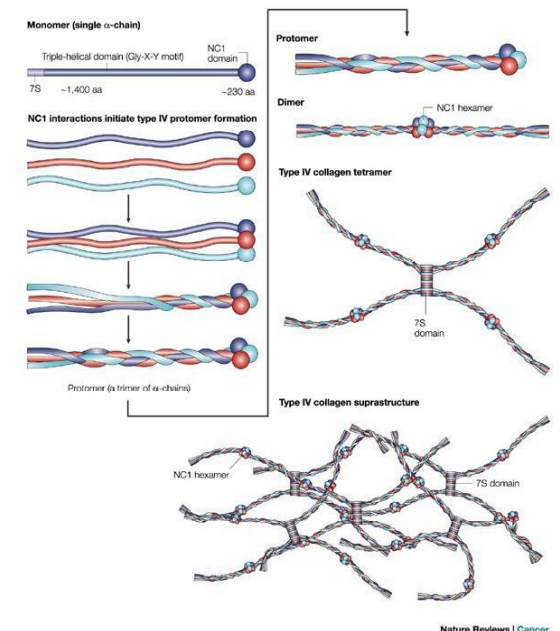 Monomer (single α-chain)
Triple-helical domain (Gly-X-Y motif)
NC1
domain
7S
~1,400 aa
~230 aa
NC1 interactions initiate type IV protomer formation
Protomer (a trimer of α-chains)
Protomer
Dimer
NC1 hexamer
Type IV collagen tetramer
7S
domain
Type IV collagen suprastructure
NC1 hexamer
7S domain
Nature Reviews | Cancer